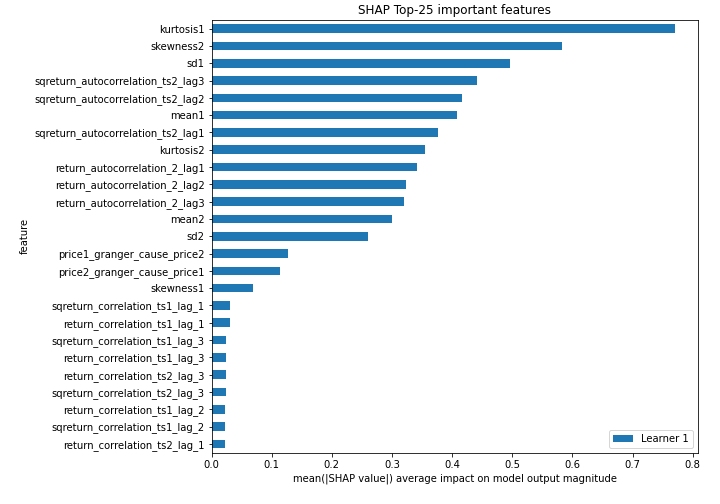 SHAP Top-25 important features
kurtosis1
skewness2
sd1
sqreturn_autocorrelation_ts2_lag3
sqreturn_autocorrelation_ts2_lag2
mean1
sqreturn_autocorrelation_ts2_lag1
kurtosis2
return_autocorrelation_2_lag1
return_autocorrelation_2_lag2
return_autocorrelation_2_lag3
mean2
sd2
price1_granger_cause_price2
price2_granger_cause_price1
skewness1
sqreturn_correlation_ts1_lag_1
return_correlation_ts1_lag_1
sqreturn_correlation_ts1_lag_3
return_correlation_ts1_lag_3
return_correlation_ts2_lag_3
sqreturn_correlation_ts2_lag_3
return_correlation_ts1_lag_2
sqreturn_correlation_ts1_lag_2
return_correlation_ts2_lag_1
feature
Learner 1
0.0 0.1 0.2 0.3 0.4 0.5 0.6 0.7 0.8
mean(|SHAP value|) average impact on model output magnitude